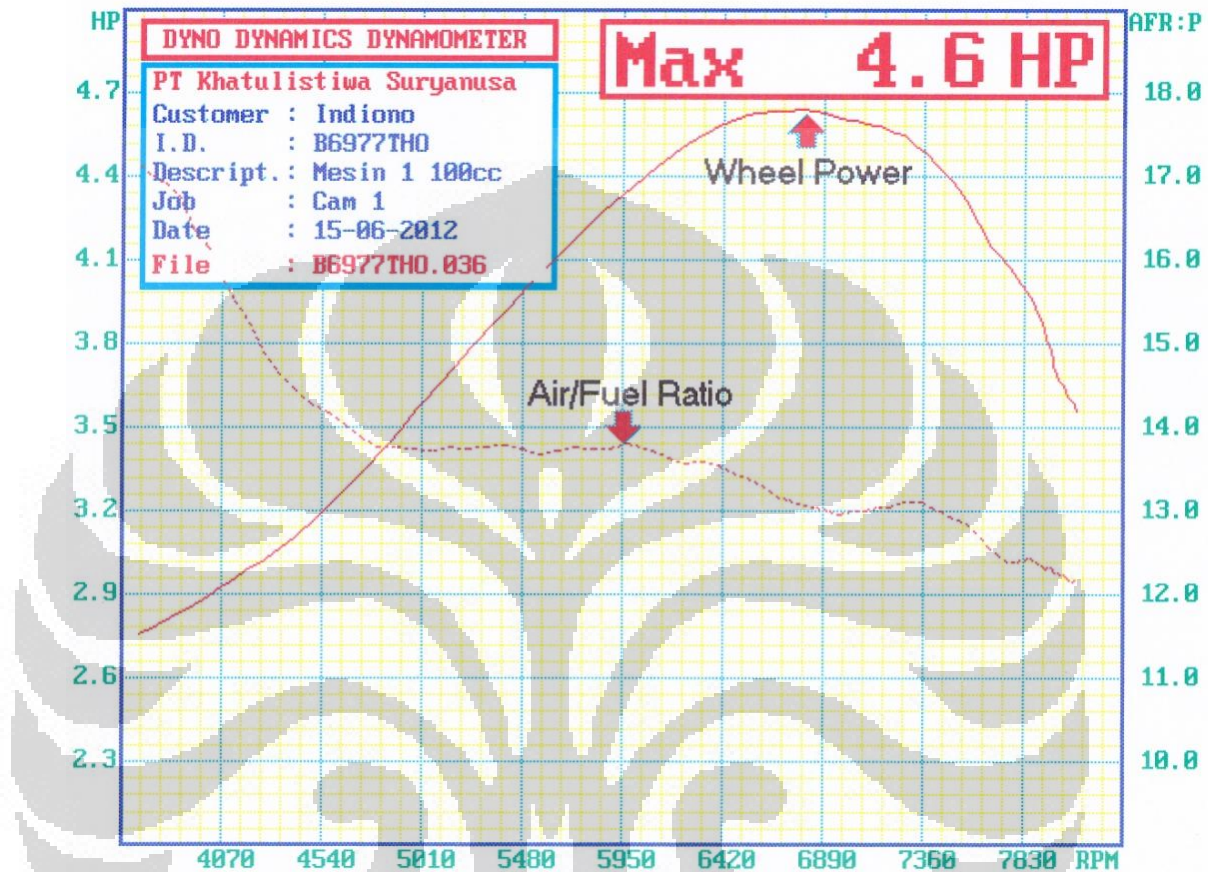 HP
AFR:P
DYNO DYNAMICS DYNAMOMETER
Max 4.6 HP
PT Khatulistiwa Suryanusa
Customer : Indiono
I.D. : B6977THO
Descript.: Mesin 1 100cc
Job : Cam 1
Date : 15-06-2012
File : B6977THO.036
4.7
4.4
4.1
3.8
3.5
3.2
2.9
2.6
2.3
18.0
17.0
16.0
15.0
14.0
13.0
12.0
11.0
10.0
Wheel Power
Air/Fuel Ratio
4070 4540 5010 5480 5950 6420 6890 7360 7830 RPM